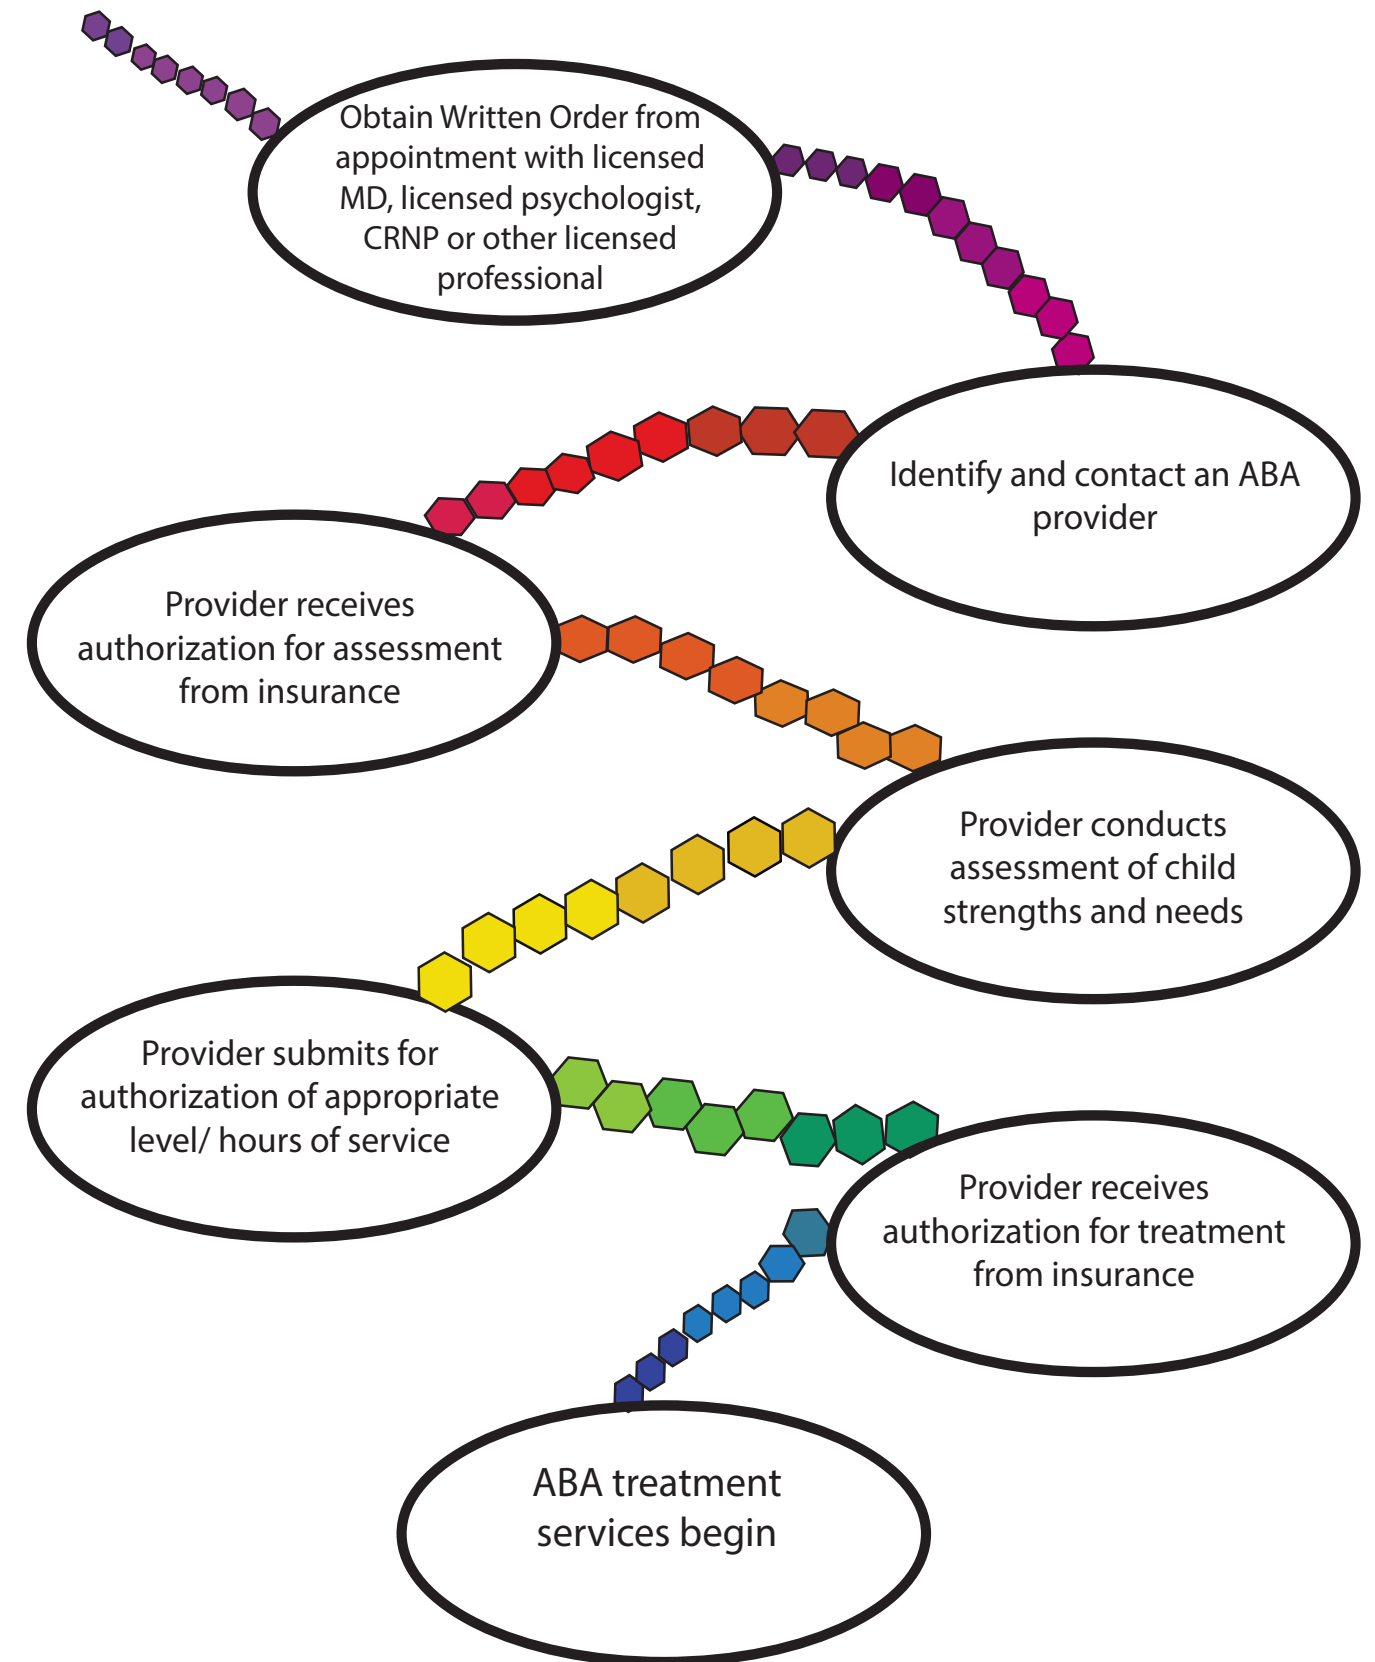 Obtain Written Order from
appointment with licensed
MD, licensed psychologist,
CRNP or other licensed
professional
Identify and contact an ABA
provider
Provider receives
authorization for assessment
from insurance
Provider conducts
assessment of child
strengths and needs
Provider submits for
authorization of appropriate
level/ hours of service
Provider receives
authorization for treatment
from insurance
ABA treatment
services begin